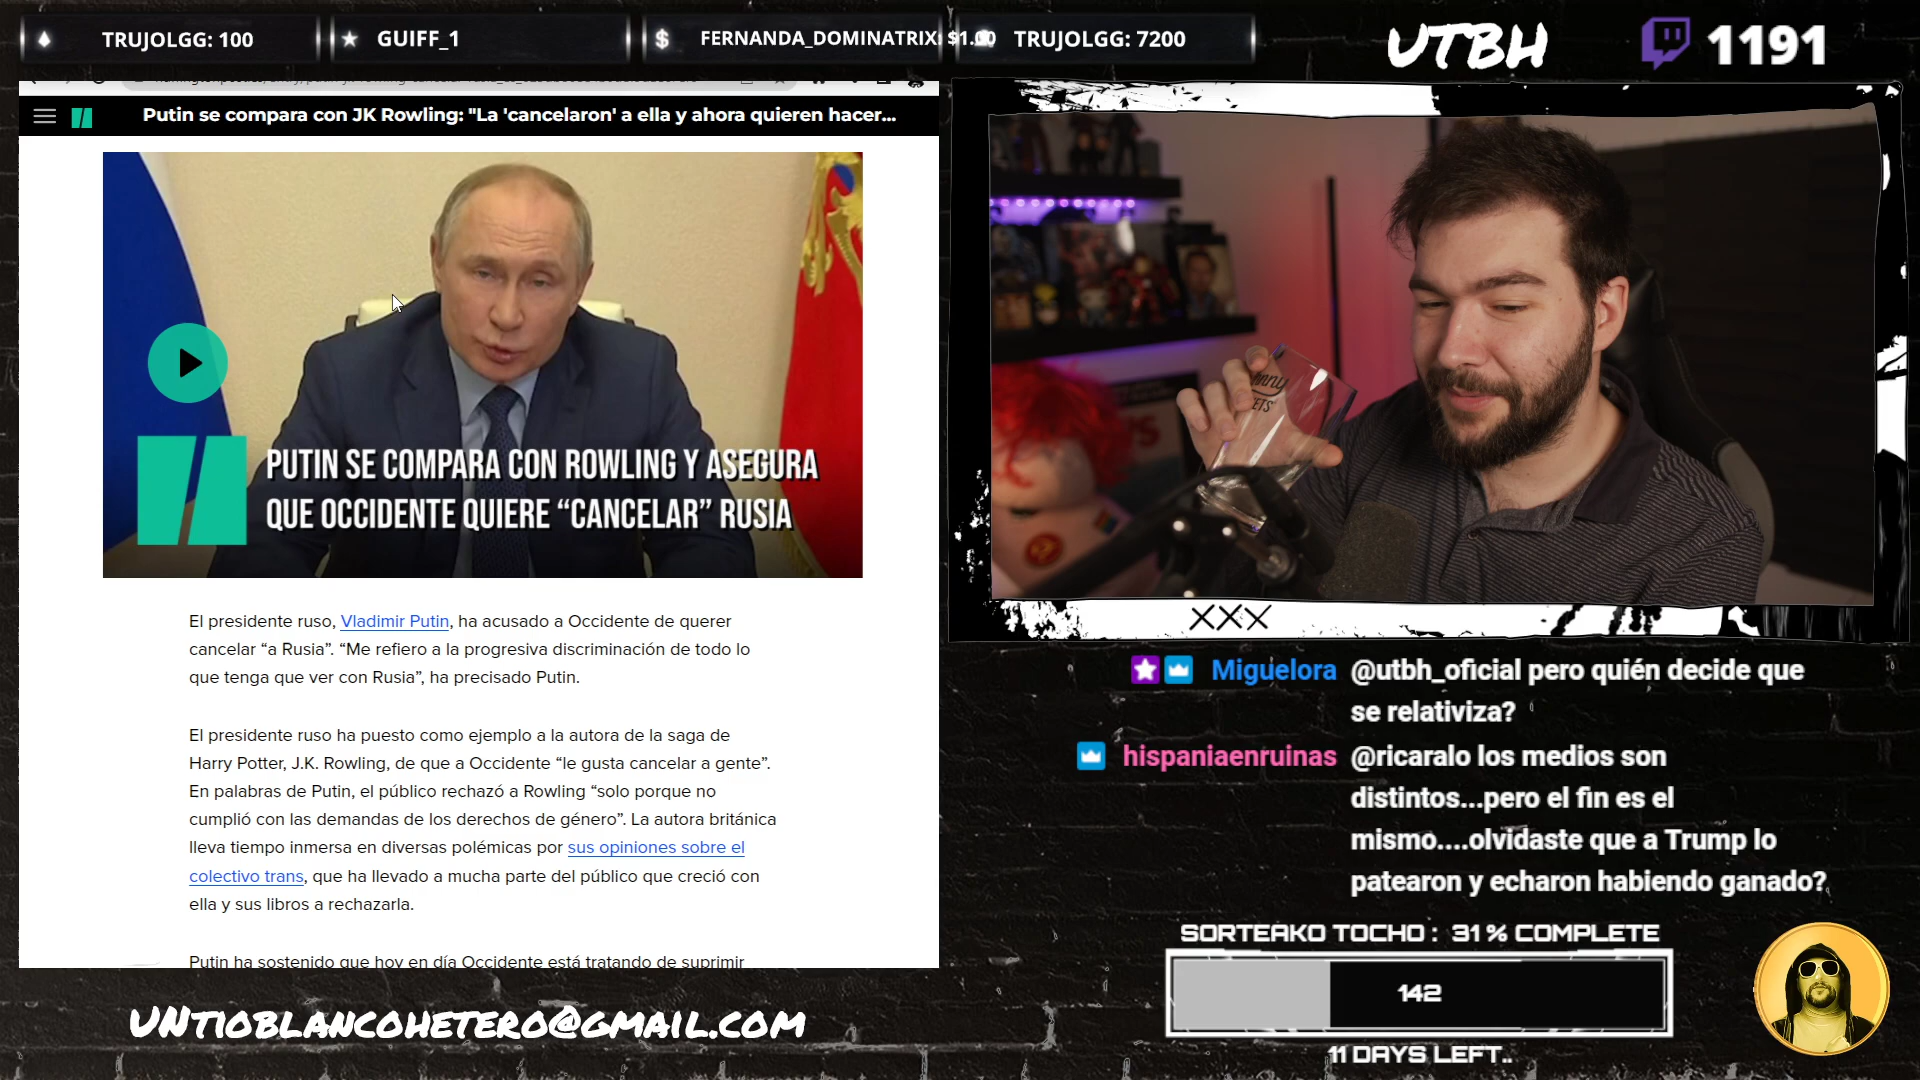 TRUJOLGG: 100
GUIFF_1
FERNANDA_DOMINATRIX: $1.00
TRUJOLGG: 7200
UTBH
1191
Putin se compara con JK Rowling: "La 'cancelaron' a ella y ahora quieren hacer...
PUTIN SE COMPARA CON ROWLING Y ASEGURA
QUE OCCIDENTE QUIERE “CANCELAR” RUSIA
El presidente ruso, Vladimir Putin, ha acusado a Occidente de querer
cancelar “a Rusia”. “Me refiero a la progresiva discriminación de todo lo
que tenga que ver con Rusia”, ha precisado Putin.
El presidente ruso ha puesto como ejemplo a la autora de la saga de
Harry Potter, J.K. Rowling, de que a Occidente “le gusta cancelar a gente”.
En palabras de Putin, el público rechazó a Rowling “solo porque no
cumplió con las demandas de los derechos de género”. La autora británica
lleva tiempo inmersa en diversas polémicas por sus opiniones sobre el
colectivo trans, que ha llevado a mucha parte del público que creció con
ella y sus libros a rechazarla.
Putin ha sostenido que hoy en día Occidente está tratando de suprimir
XXX
Miguelora @utbh_oficial pero quién decide que
se relativiza?
hispaniaenruinas @ricaralo los medios son
distintos...pero el fin es el
mismo....olvidaste que a Trump lo
patearon y echaron habiendo ganado?
SORTEAKO TOCHO : 31 % COMPLETE
142
11 DAYS LEFT..
UNTIOBLANCOHETERO@GMAIL.COM